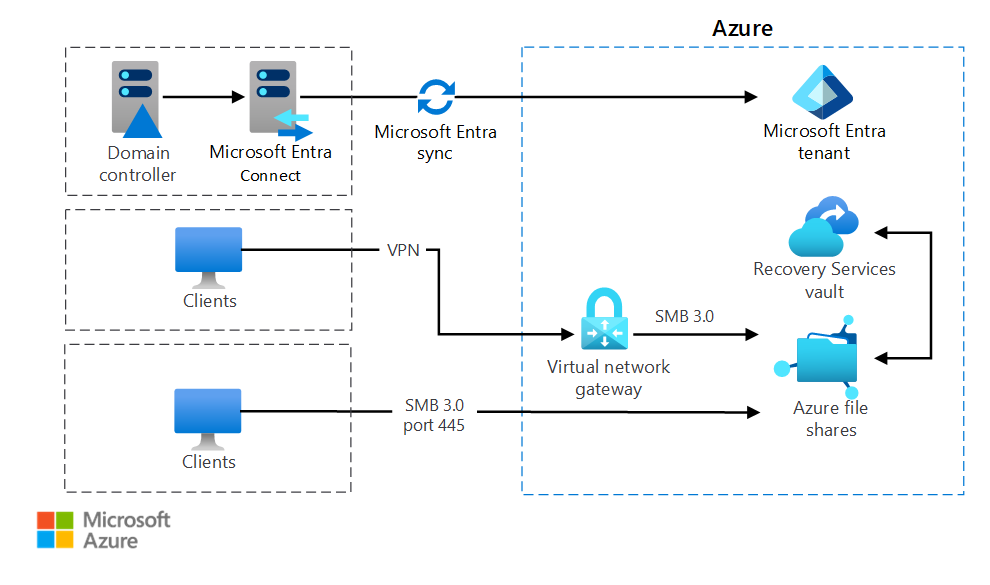 Azure
Domain
controller
Microsoft Entra
Connect
Microsoft Entra
sync
Microsoft Entra
tenant
Clients
VPN
Recovery Services
vault
Virtual network
gateway
SMB 3.0
Azure file
shares
Clients
SMB 3.0
port 445
Microsoft
Azure